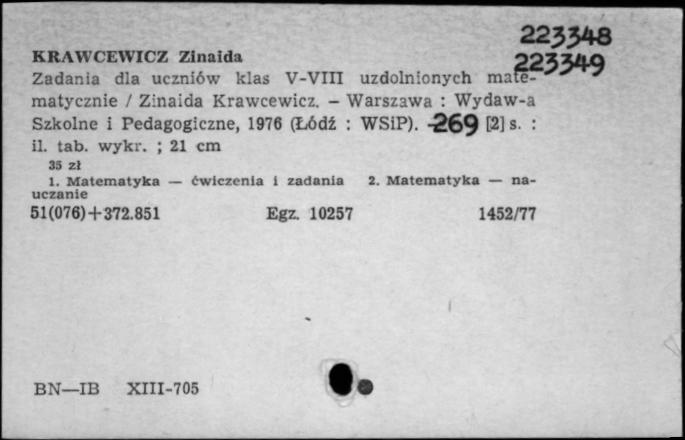 223348
KRAWCEWICZ Zinaida
223349
Zadania dla uczniów klas V-VIII uzdolnionych mate-
matycznie / Zinaida Krawcewicz. – Warszawa : Wydaw-a
Szkolne i Pedagogiczne, 1976 (Łódź : WSiP). -269 [2] s. :
il. tab. wykr. ; 21 cm
35 zł
1. Matematyka — ćwiczenia i zadania 2. Matematyka — na-
uczanie
51(076)+372.851 Egz. 10257 1452/77
BN—IB XIII-705